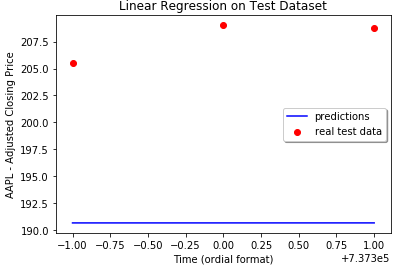 Linear Regression on Test Dataset
AAPL - Adjusted Closing Price
207.5
205.0
202.5
200.0
197.5
195.0
192.5
190.0
predictions
real test data
−1.00 −0.75 −0.50 −0.25 0.00 0.25 0.50 0.75 1.00
Time (ordial format)
+7.373e5